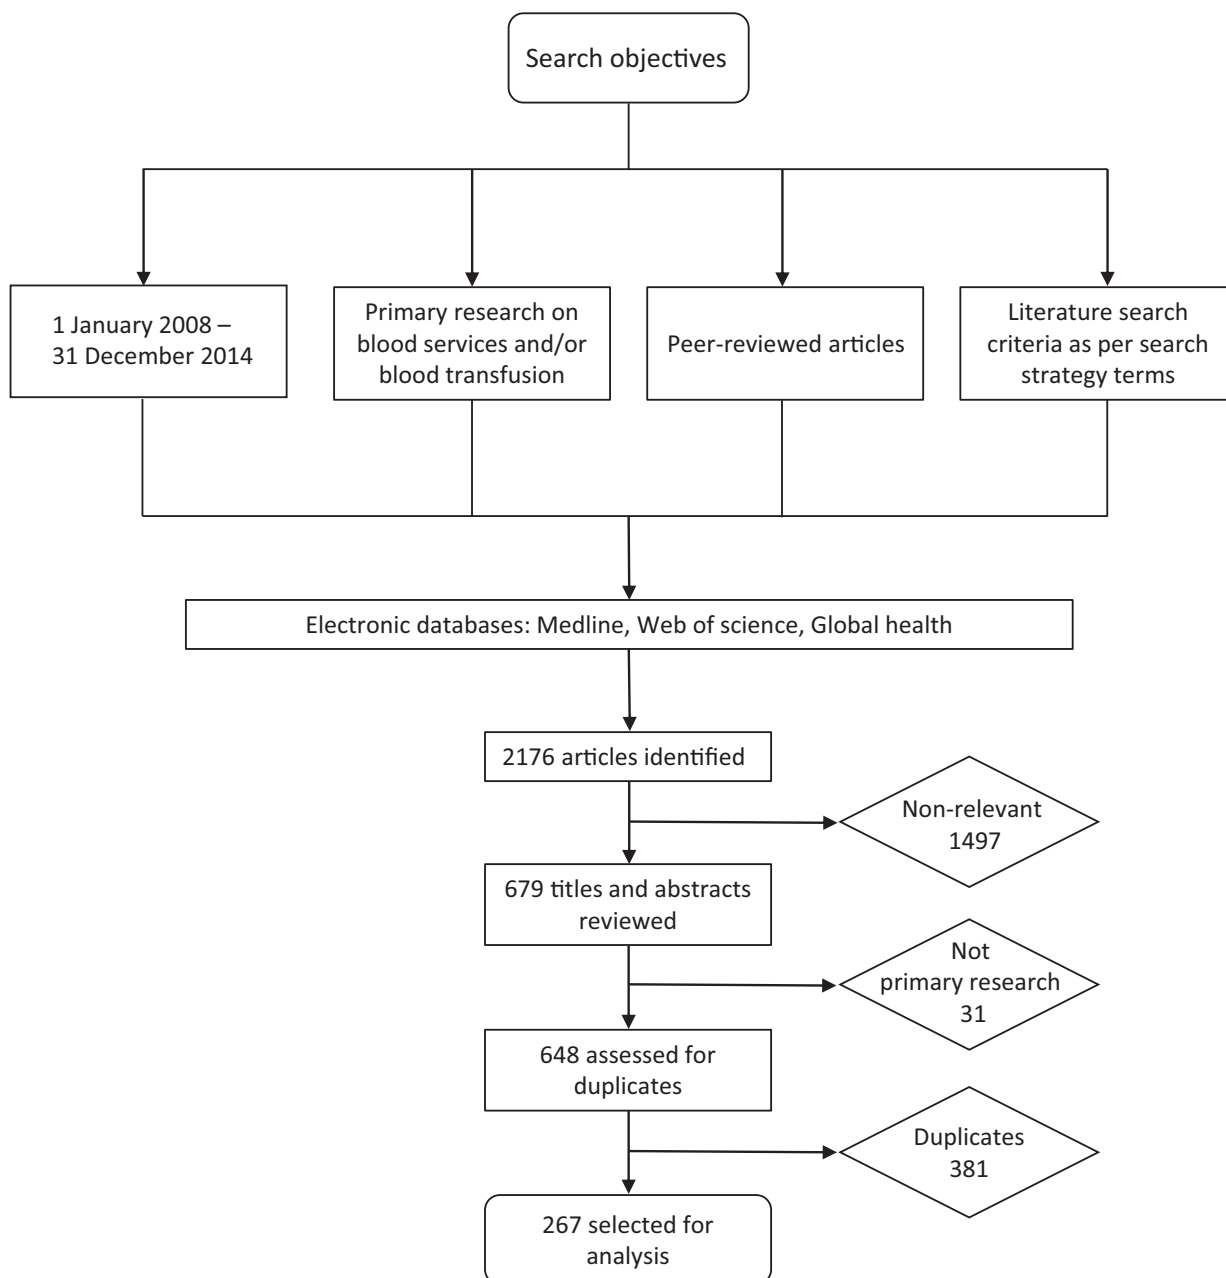 Search objectives
1 January 2008 –
31 December 2014
Primary research on
blood services and/or
blood transfusion
Peer-reviewed articles
Literature search
criteria as per search
strategy terms
Electronic databases: Medline, Web of science, Global health
2176 articles identified
Non-relevant
1497
679 titles and abstracts
reviewed
Not
primary research
31
648 assessed for
duplicates
Duplicates
381
267 selected for
analysis